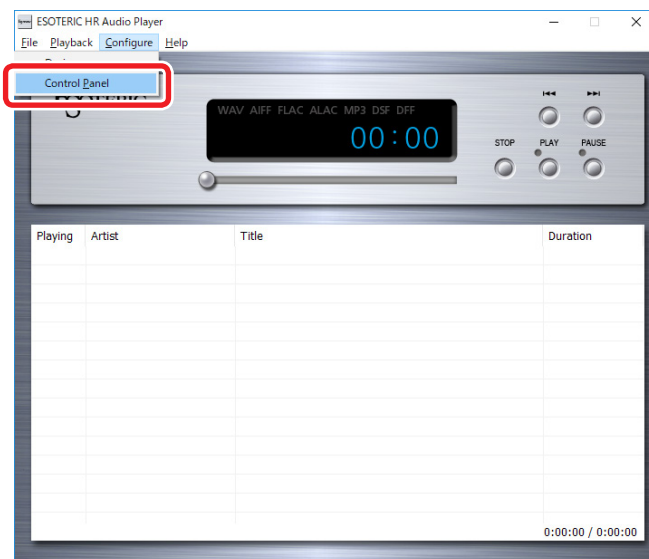 ESOTERIC HR Audio Player
File Playback Configure Help
Control Panel
WAV AIFF FLAC ALAC MP3 DSF DFF
00:00
STOP PLAY PAUSE
Playing Artist Title Duration
0:00:00 / 0:00:00